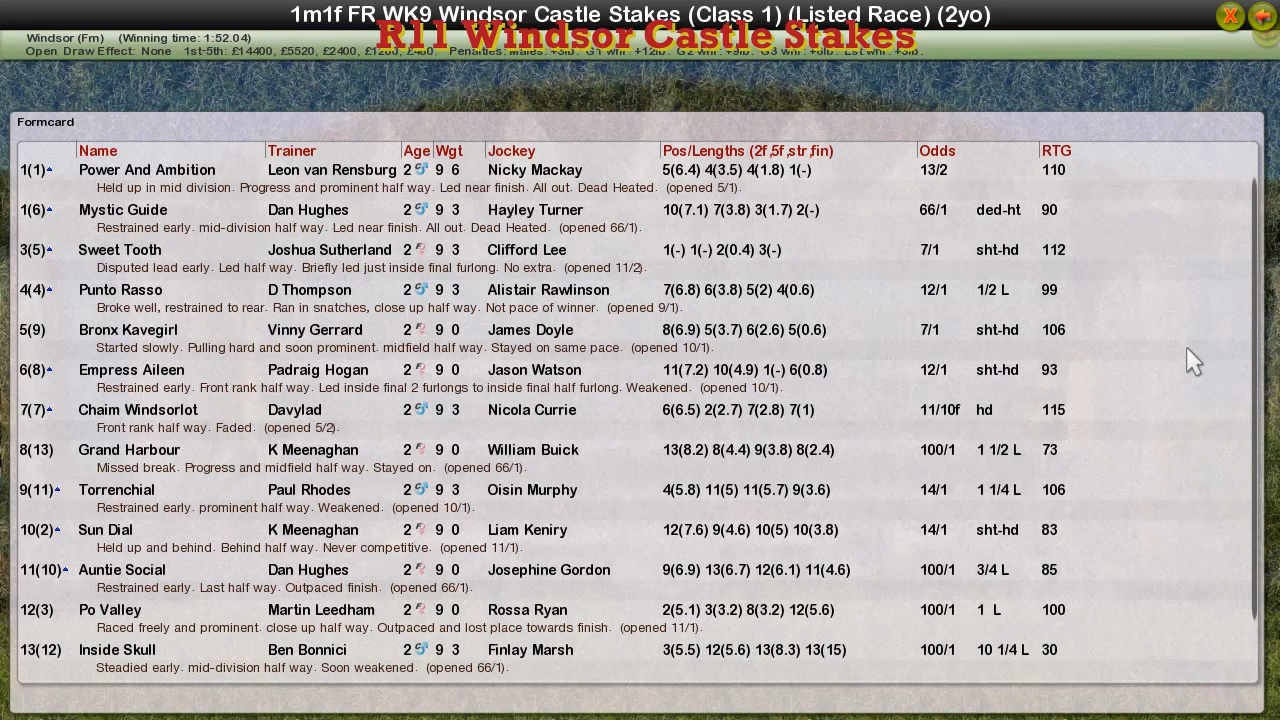 1m1f FR WK9 Windsor Castle Stakes (Class 1) (Listed Race) (2yo)
R11 Windsor Castle Stakes
Windsor (Fm) (Winning time: 1:52.04)
Open Draw Effect: None 1st-5th: £14400, £5520, £2400, £1200, £480. Penalties: Males: +3lb. G1 wnr: +12lb. G2 wnr: +9lb. G3 wnr: +6lb. Lst wnr: +3lb.
Formcard
Name Trainer Age Wgt Jockey Pos/Lengths (2f,5f,str,fin) Odds RTG
1(1) Power And Ambition Leon van Rensburg 2 9 6 Nicky Mackay 5(6.4) 4(3.5) 4(1.8) 1(-) 13/2 110
Held up in mid division. Progress and prominent half way. Led near finish. All out. Dead Heated. (opened 5/1).
1(6) Mystic Guide Dan Hughes 2 9 3 Hayley Turner 10(7.1) 7(3.8) 3(1.7) 2(-) 66/1 ded-ht 90
Restrained early. mid-division half way. Led near finish. All out. Dead Heated. (opened 66/1).
3(5) Sweet Tooth Joshua Sutherland 2 9 3 Clifford Lee 1(-) 1(-) 2(0.4) 3(-) 7/1 sht-hd 112
Disputed lead early. Led half way. Briefly led just inside final furlong. No extra. (opened 11/2).
4(4) Punto Rasso D Thompson 2 9 3 Alistair Rawlinson 7(6.8) 6(3.8) 5(2) 4(0.6) 12/1 1/2 L 99
Broke well, restrained to rear. Ran in snatches, close up half way. Not pace of winner. (opened 9/1).
5(9) Bronx Kavegirl Vinny Gerrard 2 9 0 James Doyle 8(6.9) 5(3.7) 6(2.6) 5(0.6) 7/1 sht-hd 106
Started slowly. Pulling hard and soon prominent. midfield half way. Stayed on same pace. (opened 10/1).
6(8) Empress Aileen Padraig Hogan 2 9 0 Jason Watson 11(7.2) 10(4.9) 1(-) 6(0.8) 12/1 sht-hd 93
Restrained early. Front rank half way. Led inside final 2 furlongs to inside final half furlong. Weakened. (opened 10/1).
7(7) Chaim Windsorlot Davylad 2 9 3 Nicola Currie 6(6.5) 2(2.7) 7(2.8) 7(1) 11/10f hd 115
Front rank half way. Faded. (opened 5/2).
8(13) Grand Harbour K Meenaghan 2 9 0 William Buick 13(8.2) 8(4.4) 9(3.8) 8(2.4) 100/1 1 1/2 L 73
Missed break. Progress and midfield half way. Stayed on. (opened 66/1).
9(11) Torrenchial Paul Rhodes 2 9 3 Oisin Murphy 4(5.8) 11(5) 11(5.7) 9(3.6) 14/1 1 1/4 L 106
Restrained early. prominent half way. Weakened. (opened 10/1).
10(2) Sun Dial K Meenaghan 2 9 0 Liam Keniry 12(7.6) 9(4.6) 10(5) 10(3.8) 14/1 sht-hd 83
Held up and behind. Behind half way. Never competitive. (opened 11/1).
11(10) Auntie Social Dan Hughes 2 9 0 Josephine Gordon 9(6.9) 13(6.7) 12(6.1) 11(4.6) 100/1 3/4 L 85
Restrained early. Last half way. Outpaced finish. (opened 66/1).
12(3) Po Valley Martin Leedham 2 9 0 Rossa Ryan 2(5.1) 3(3.2) 8(3.2) 12(5.6) 100/1 1 L 100
Raced freely and prominent. close up half way. Outpaced and lost place towards finish. (opened 11/1).
13(12) Inside Skull Ben Bonnici 2 9 3 Finlay Marsh 3(5.5) 12(5.6) 13(8.3) 13(15) 100/1 10 1/4 L 30
Steadied early. mid-division half way. Soon weakened. (opened 66/1).